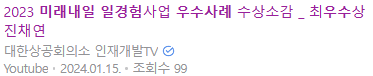 2023 미래내일 일경험사업 우수사례 수상소감 _ 최우수상
진채연
대한상공회의소 인재개발TV
Youtube · 2024.01.15. · 조회수 99